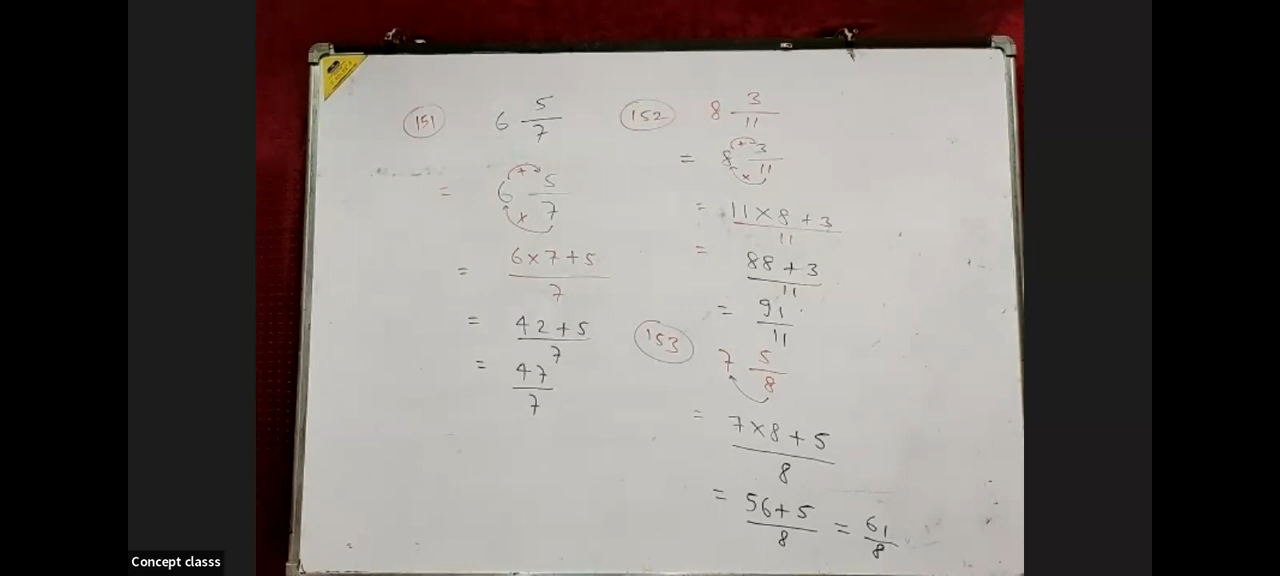 151 6 5/7
= 6 5/7
+
×
= 6×7+5/7
= 42+5/7
= 47/7
152 8 3/11
= 8 3/11
+
×
= 11×8+3/11
= 88+3/11
= 91/11
153 7 5/8
= 7×8+5/8
= 56+5/8 = 61/8
Concept classs